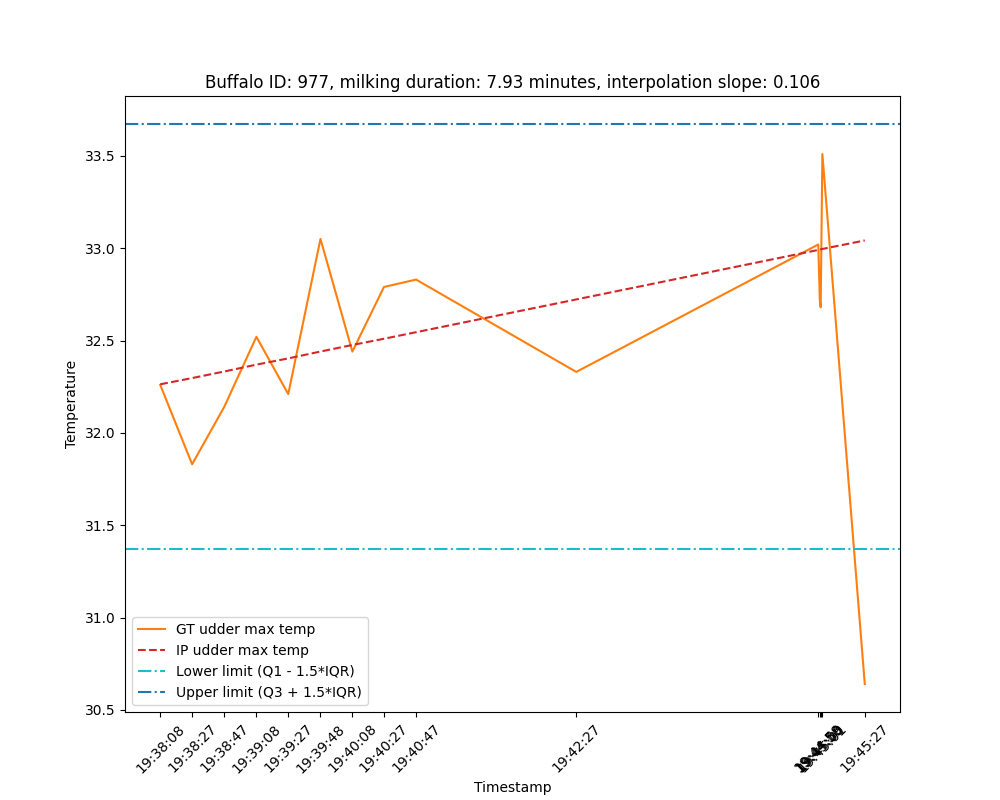 Buffalo ID: 977, milking duration: 7.93 minutes, interpolation slope: 0.106
33.5
33.0
32.5
32.0
31.5
31.0
30.5
Temperature
GT udder max temp
IP udder max temp
Lower limit (Q1 - 1.5*IQR)
Upper limit (Q3 + 1.5*IQR)
19:38:08
19:38:27
19:38:47
19:39:08
19:39:27
19:39:48
19:40:08
19:40:27
19:40:47
19:42:27
19:45:27
Timestamp